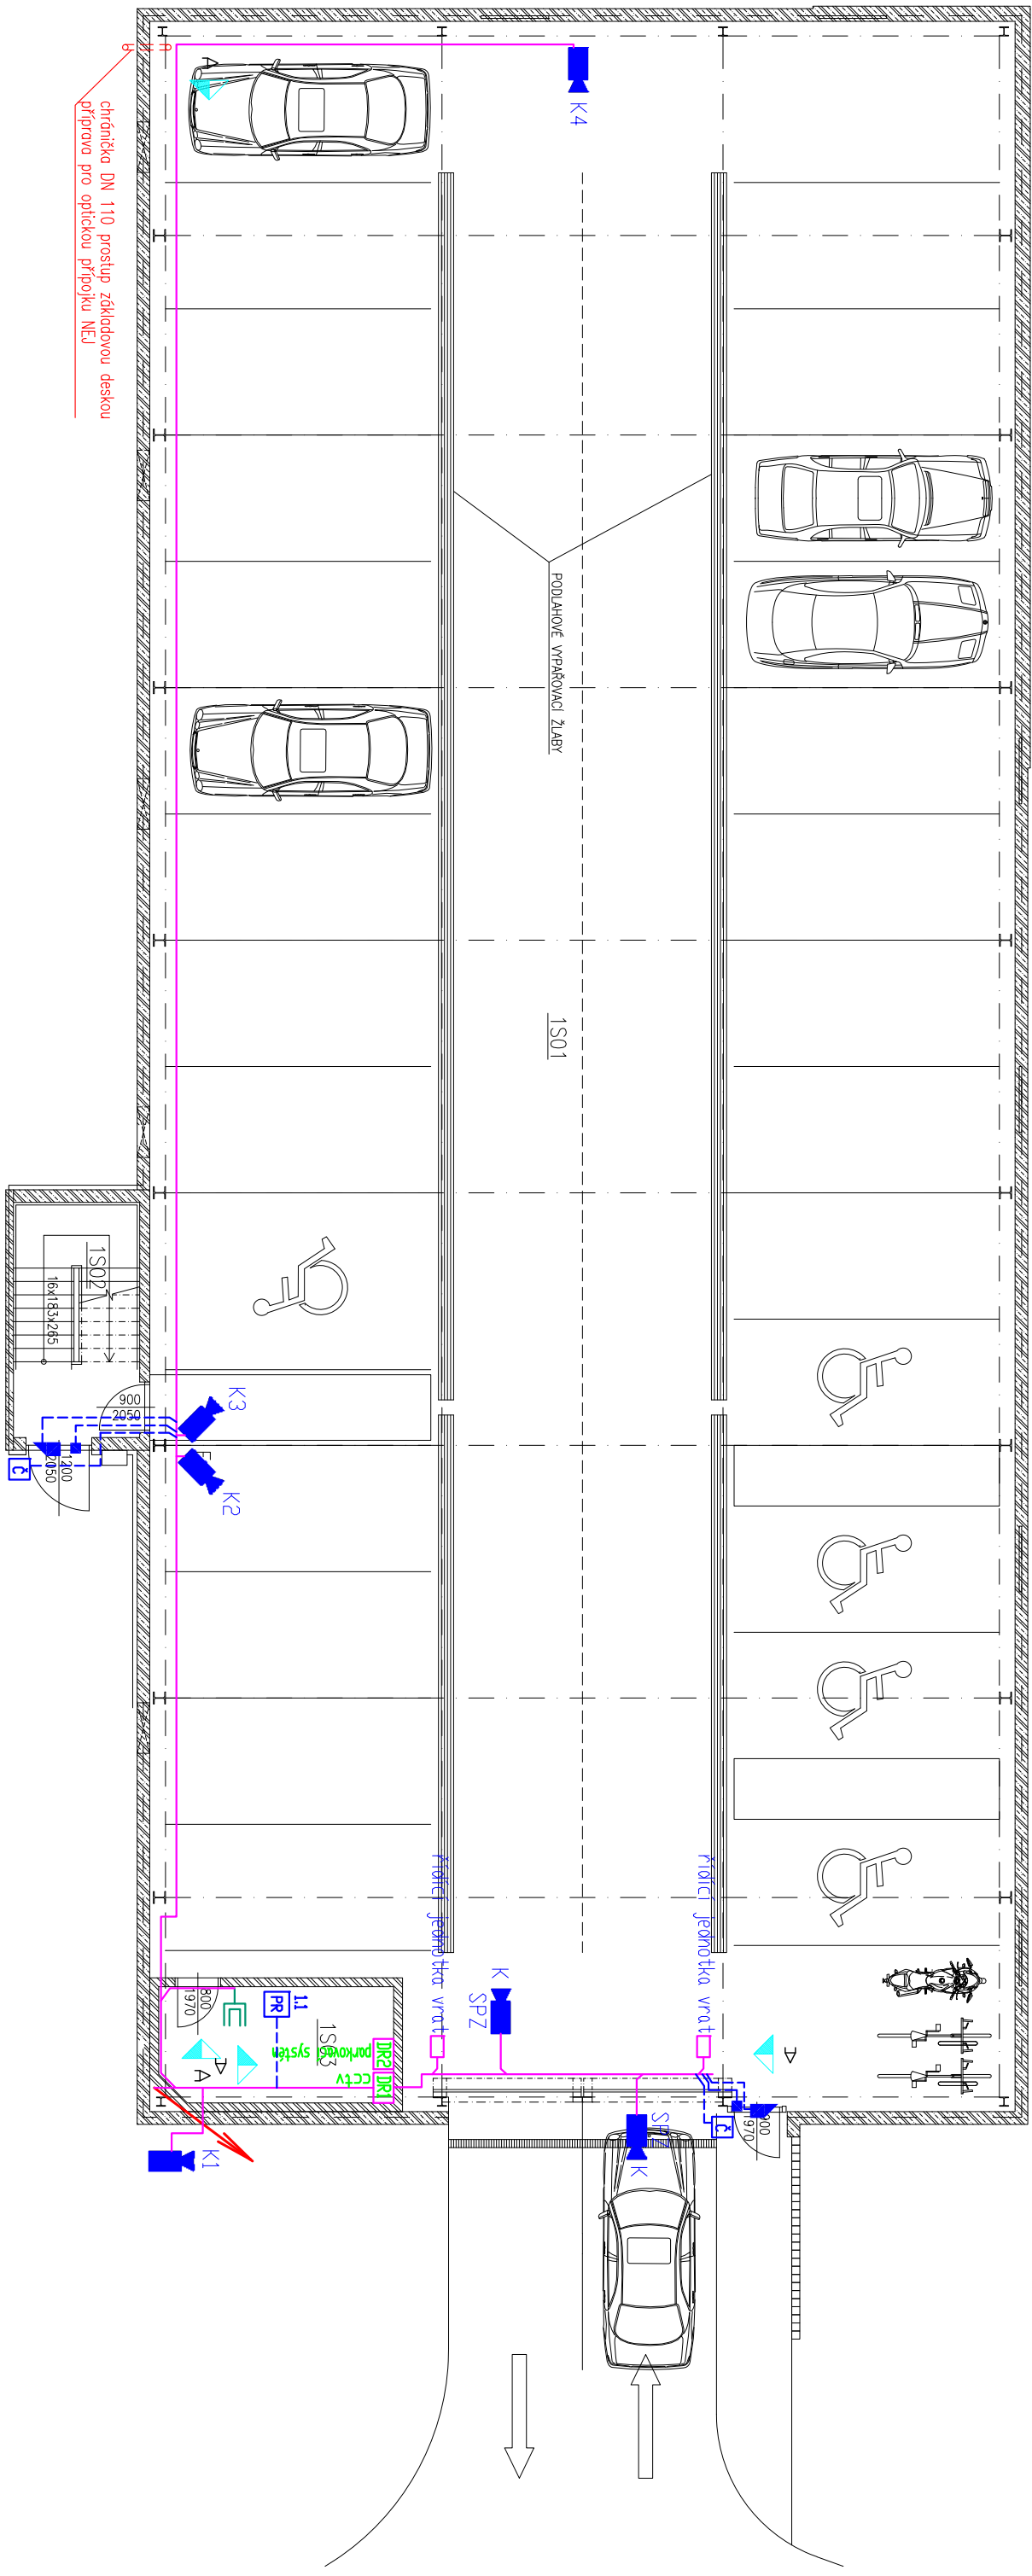 K4
A
chránička DN 110 prostup základovou deskou
příprava pro optickou přípojku NEJ
PODLAHOVÉ VYPAŘOVACÍ ŽLABY
1S01
1S02
16x183x265
900
2050
K3
K2
1200
2050
Č
řídící jednotka vrat
řídící jednotka vrat
K
SPZ
800
1970
1.1
PR
1S03
DR2
parkovací systém
DR1
cctv
A
A
A
K1
SPZ
K
Č
900
1970